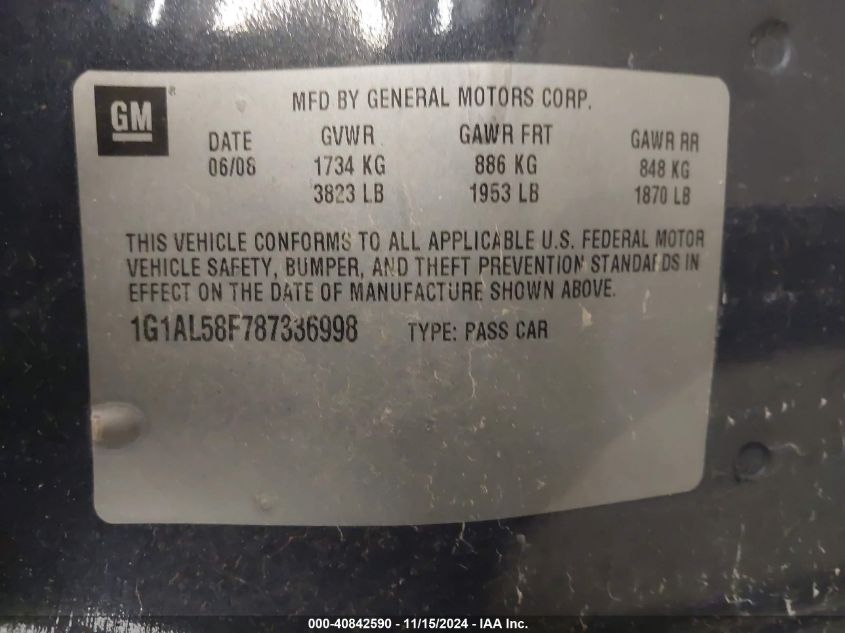 GM®
MFD BY GENERAL MOTORS CORP.
DATE GVWR GAWR FRT GAWR RR
06/08 1734 KG 886 KG 848 KG
3823 LB 1953 LB 1870 LB
THIS VEHICLE CONFORMS TO ALL APPLICABLE U.S. FEDERAL MOTOR
VEHICLE SAFETY, BUMPER, AND THEFT PREVENTION STANDARDS IN
EFFECT ON THE DATE OF MANUFACTURE SHOWN ABOVE.
1G1AL58F787336998 TYPE: PASS CAR
000-40842590 - 11/15/2024 - IAA Inc.